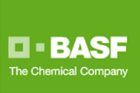 BASF
The Chemical Company